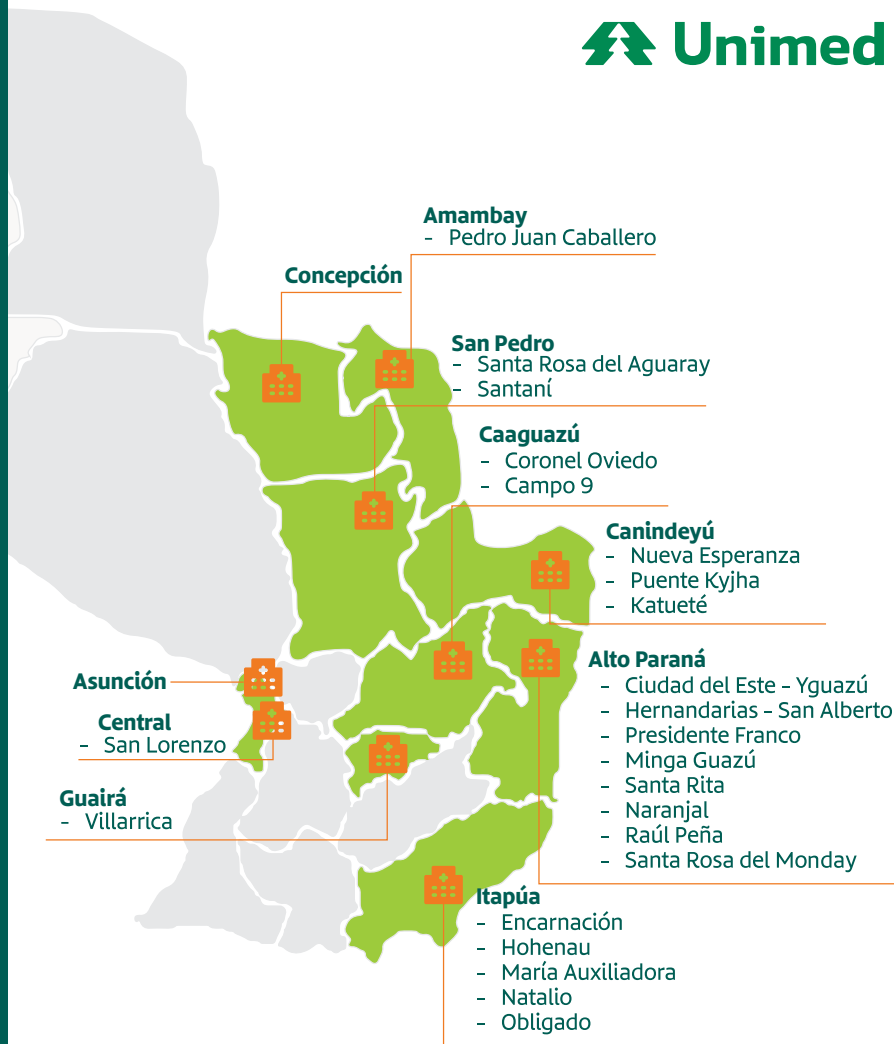 Unimed
Amambay
- Pedro Juan Caballero
Concepción
San Pedro
- Santa Rosa del Aguaray
- Santaní
Caaguazú
- Coronel Oviedo
- Campo 9
Canindeyú
- Nueva Esperanza
- Puente Kyjha
- Katueté
Asunción
Central
- San Lorenzo
Guairá
- Villarrica
Alto Paraná
- Ciudad del Este - Yguazú
- Hernandarias - San Alberto
- Presidente Franco
- Minga Guazú
- Santa Rita
- Naranjal
- Raúl Peña
- Santa Rosa del Monday
Itapúa
- Encarnación
- Hohenau
- María Auxiliadora
- Natalio
- Obligado